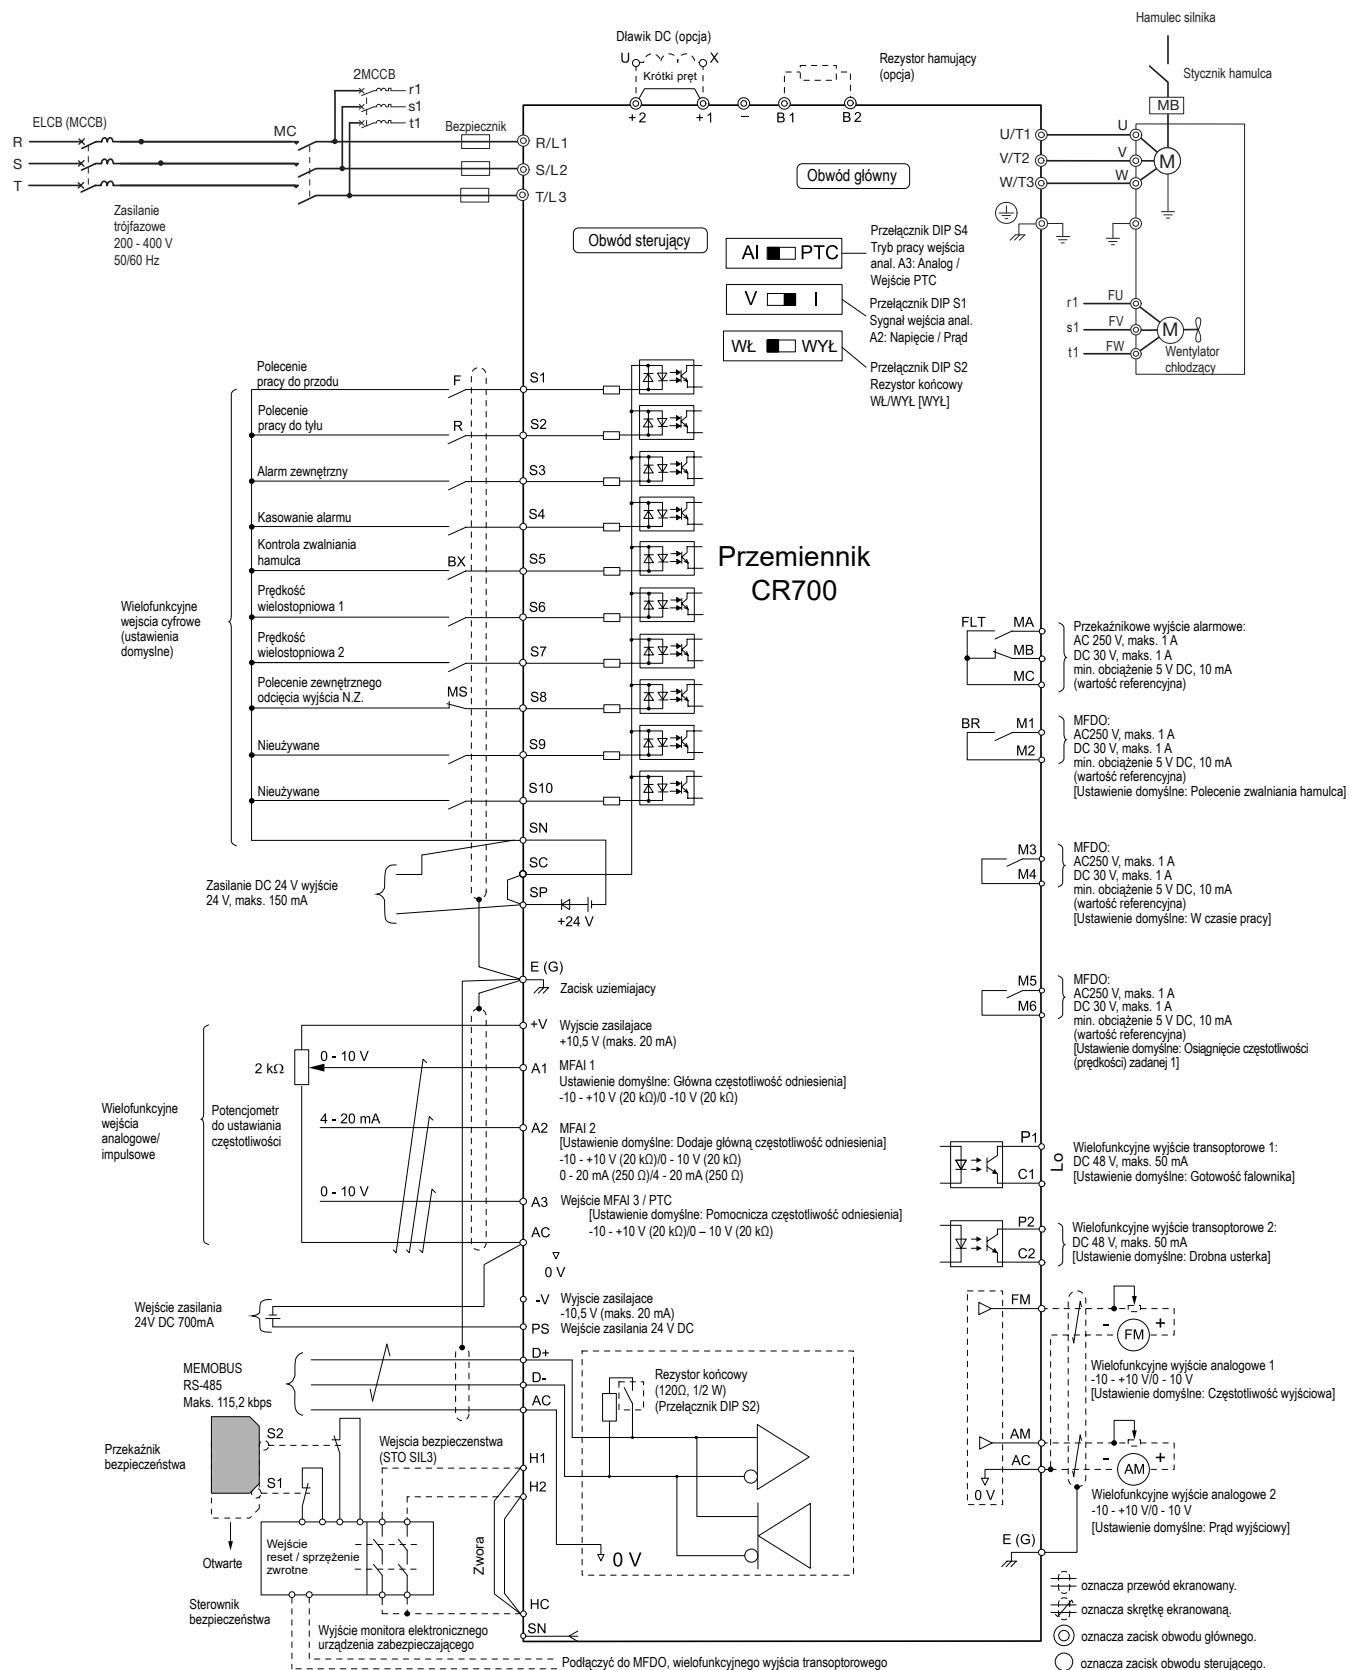 Hamulec silnika
Stycznik hamulca
MB
Dławik DC (opcja)
U
X
Krótki pręt
+2
+1
–
B1
B2
Rezystor hamujący
(opcja)
2MCCB
r1
s1
t1
ELCB (MCCB)
MC
Bezpiecznik
R
S
T
R/L1
S/L2
T/L3
Zasilanie
trójfazowe
200 - 400 V
50/60 Hz
Obwód główny
Obwód sterujący
U/T1
V/T2
W/T3
U
V
W
M
r1
s1
t1
FU
FV
FW
M
Wentylator
chłodzący
AI
PTC
Przełącznik DIP S4
Tryb pracy wejścia
anal. A3: Analog /
Wejście PTC
V
I
Przełącznik DIP S1
Sygnał wejścia anal.
A2: Napięcie / Prąd
WŁ
WYŁ
Przełącznik DIP S2
Rezystor końcowy
WŁ/WYŁ [WYŁ]
Przemiennik
CR700
Wielofunkcyjne
wejscia cyfrowe
(ustawienia
domyslne)
Polecenie
pracy do przodu
F
S1
Polecenie
pracy do tyłu
R
S2
Alarm zewnętrzny
S3
Kasowanie alarmu
S4
Kontrola zwalniania
hamulca
BX
S5
Prędkość
wielostopniowa 1
S6
Prędkość
wielostopniowa 2
S7
Polecenie zewnętrznego
odcięcia wyjścia N.Z.
MS
S8
Nieużywane
S9
Nieużywane
S10
SN
SC
SP
+24 V
Zasilanie DC 24 V wyjście
24 V, maks. 150 mA
E (G)
Zacisk uziemiajacy
Wielofunkcyjne
wejścia
analogowe/
impulsowe
2 kΩ
Potencjometr
do ustawiania
częstotliwości
0 - 10 V
4 - 20 mA
0 - 10 V
+V
Wyjscie zasilajace
+10,5 V (maks. 20 mA)
A1
MFAI 1
Ustawienie domyślne: Główna częstotliwość odniesienia]
-10 - +10 V (20 kΩ)/0 -10 V (20 kΩ)
A2
MFAI 2
[Ustawienie domyślne: Dodaje główną częstotliwość odniesienia]
-10 - +10 V (20 kΩ)/0 - 10 V (20 kΩ)
0 - 20 mA (250 Ω)/4 - 20 mA (250 Ω)
A3
Wejście MFAI 3 / PTC
[Ustawienie domyślne: Pomocnicza częstotliwość odniesienia]
-10 - +10 V (20 kΩ)/0 – 10 V (20 kΩ)
AC
0 V
-V
Wyjscie zasilajace
-10,5 V (maks. 20 mA)
PS
Wejście zasilania 24 V DC
Wejście zasilania
24V DC 700mA
MEMOBUS
RS-485
Maks. 115,2 kbps
D+
D-
AC
Rezystor końcowy
(120Ω, 1/2 W)
(Przełącznik DIP S2)
0 V
Przekaźnik
bezpieczeństwa
S2
S1
Otwarte
Wejscia bezpieczenstwa
(STO SIL3)
H1
H2
Zwora
HC
SN
Wejście
reset / sprzężenie
zwrotne
Sterownik
bezpieczeństwa
Wyjście monitora elektronicznego
urządzenia zabezpieczającego
Podłączyć do MFDO, wielofunkcyjnego wyjścia transoptorowego
FLT
MA
MB
MC
Przekaźnikowe wyjście alarmowe:
AC 250 V, maks. 1 A
DC 30 V, maks. 1 A
min. obciążenie 5 V DC, 10 mA
(wartość referencyjna)
BR
M1
M2
MFDO:
AC250 V, maks. 1 A
DC 30 V, maks. 1 A
min. obciążenie 5 V DC, 10 mA
(wartość referencyjna)
[Ustawienie domyślne: Polecenie zwalniania hamulca]
M3
M4
MFDO:
AC250 V, maks. 1 A
DC 30 V, maks. 1 A
min. obciążenie 5 V DC, 10 mA
(wartość referencyjna)
[Ustawienie domyślne: W czasie pracy]
M5
M6
MFDO:
AC250 V, maks. 1 A
DC 30 V, maks. 1 A
min. obciążenie 5 V DC, 10 mA
(wartość referencyjna)
[Ustawienie domyślne: Osiągnięcie częstotliwości
(prędkości) zadanej 1]
P1
C1
Lo
Wielofunkcyjne wyjście transoptorowe 1:
DC 48 V, maks. 50 mA
[Ustawienie domyślne: Gotowość falownika]
P2
C2
Wielofunkcyjne wyjście transoptorowe 2:
DC 48 V, maks. 50 mA
[Ustawienie domyślne: Drobna usterka]
FM
-
+
FM
Wielofunkcyjne wyjście analogowe 1
-10 - +10 V/0 - 10 V
[Ustawienie domyślne: Częstotliwość wyjściowa]
AM
AC
0 V
-
+
AM
Wielofunkcyjne wyjście analogowe 2
-10 - +10 V/0 - 10 V
[Ustawienie domyślne: Prąd wyjściowy]
E (G)
oznacza przewód ekranowany.
oznacza skrętkę ekranowaną.
oznacza zacisk obwodu głównego.
oznacza zacisk obwodu sterującego.